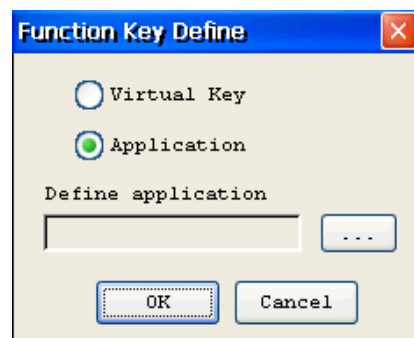 Function Key Define
Virtual Key
Application
Define application
...
OK
Cancel